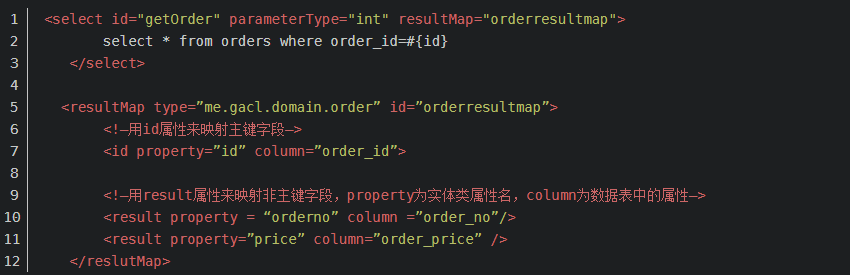 1 <select id="getOrder" parameterType="int" resultMap="orderresultmap">
2 select * from orders where order_id=#{id}
3 </select>
4
5 <resultMap type=”me.gacl.domain.order” id=”orderresultmap”>
6 <!–用id属性来映射主键字段–>
7 <id property=”id” column=”order_id”>
8
9 <!–用result属性来映射非主键字段，property为实体类属性名，column为数据表中的属性–>
10 <result property = “orderno” column =”order_no”/>
11 <result property=”price” column=”order_price” />
12 </reslutMap>